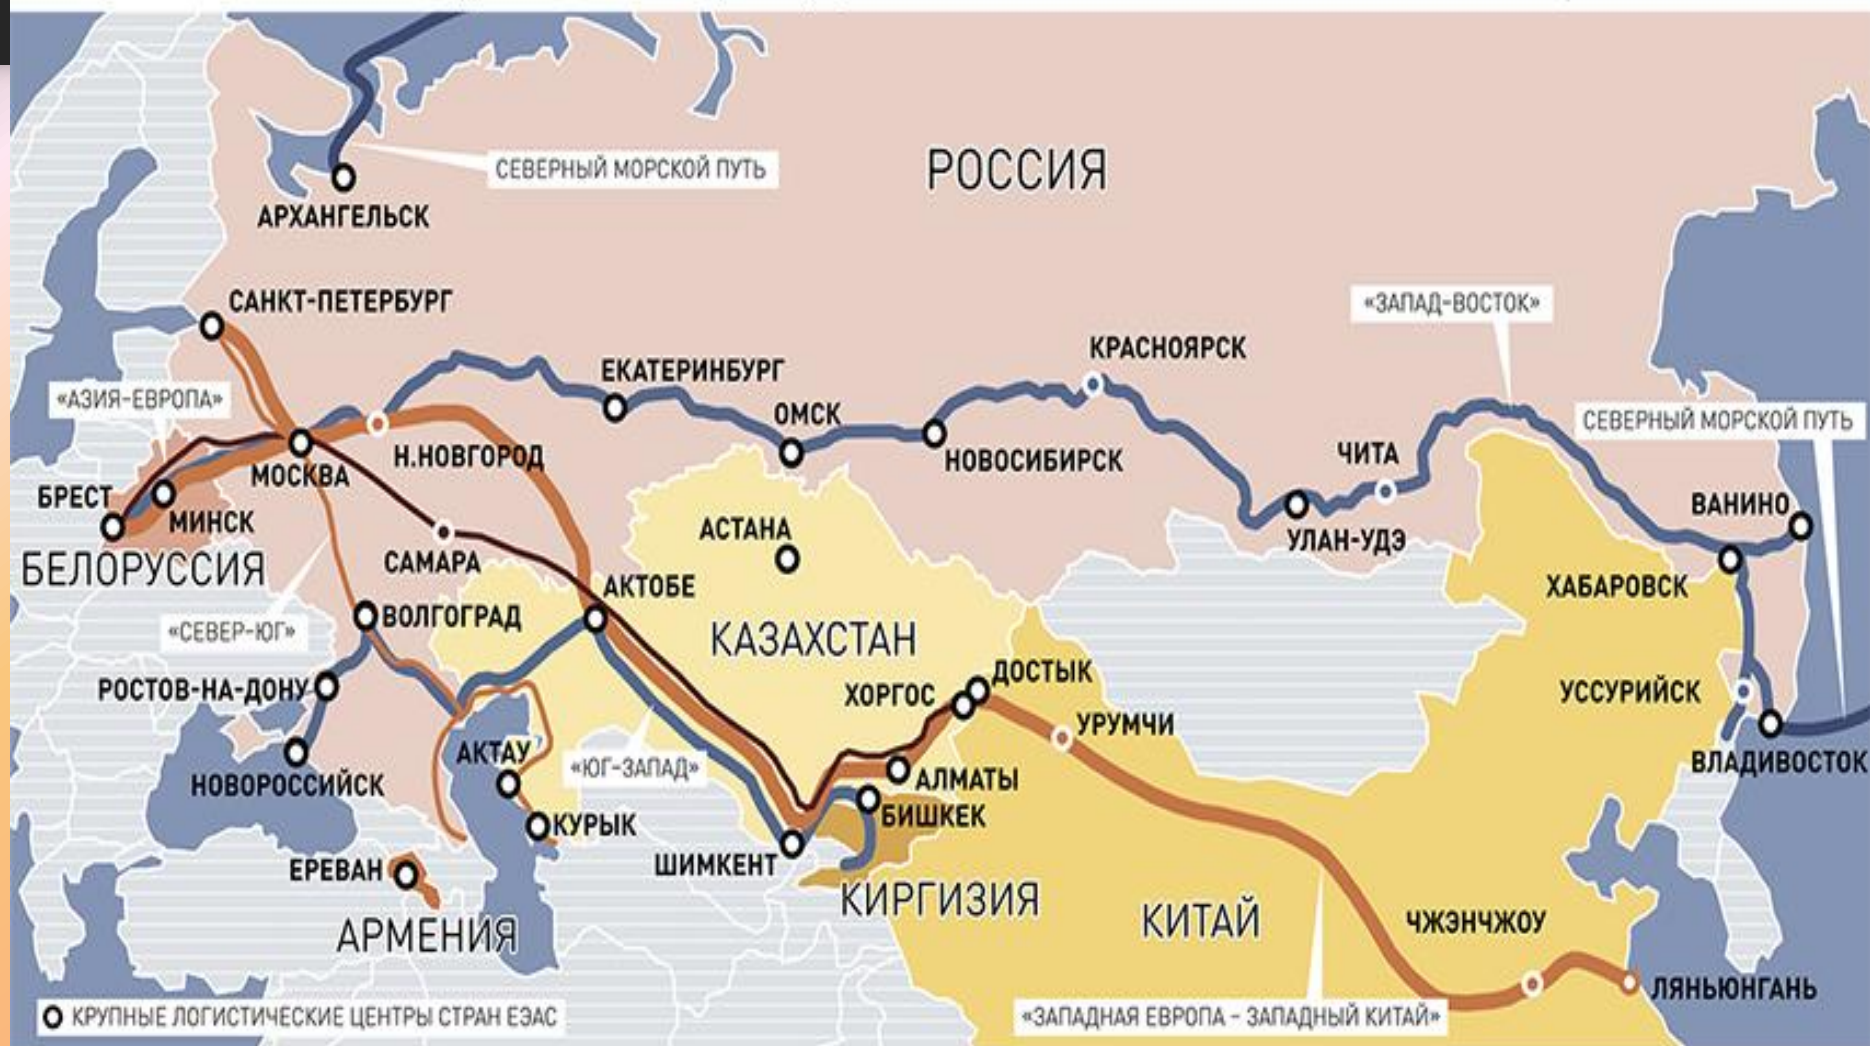 СЕВЕРНЫЙ МОРСКОЙ ПУТЬ
РОССИЯ
АРХАНГЕЛЬСК
САНКТ-ПЕТЕРБУРГ
«ЗАПАД-ВОСТОК»
КРАСНОЯРСК
ЕКАТЕРИНБУРГ
«АЗИЯ-ЕВРОПА»
ОМСК
СЕВЕРНЫЙ МОРСКОЙ ПУТЬ
Н.НОВГОРОД
НОВОСИБИРСК
ЧИТА
МОСКВА
БРЕСТ
ВАНИНО
МИНСК
АСТАНА
УЛАН-УДЭ
БЕЛОРУССИЯ
САМАРА
АКТОБЕ
ХАБАРОВСК
ВОЛГОГРАД
«СЕВЕР-ЮГ»
КАЗАХСТАН
ДОСТЫК
РОСТОВ-НА-ДОНУ
ХОРГОС
УССУРИЙСК
УРУМЧИ
АКТАУ
«ЮГ-ЗАПАД»
ВЛАДИВОСТОК
НОВОРОССИЙСК
АЛМАТЫ
БИШКЕК
КУРЫК
ЕРЕВАН
ШИМКЕНТ
КИРГИЗИЯ
КИТАЙ
ЧЖЭНЧЖОУ
АРМЕНИЯ
ЛЯНЬЮНГАНЬ
КРУПНЫЕ ЛОГИСТИЧЕСКИЕ ЦЕНТРЫ СТРАН ЕЭАС
«ЗАПАДНАЯ ЕВРОПА - ЗАПАДНЫЙ КИТАЙ»